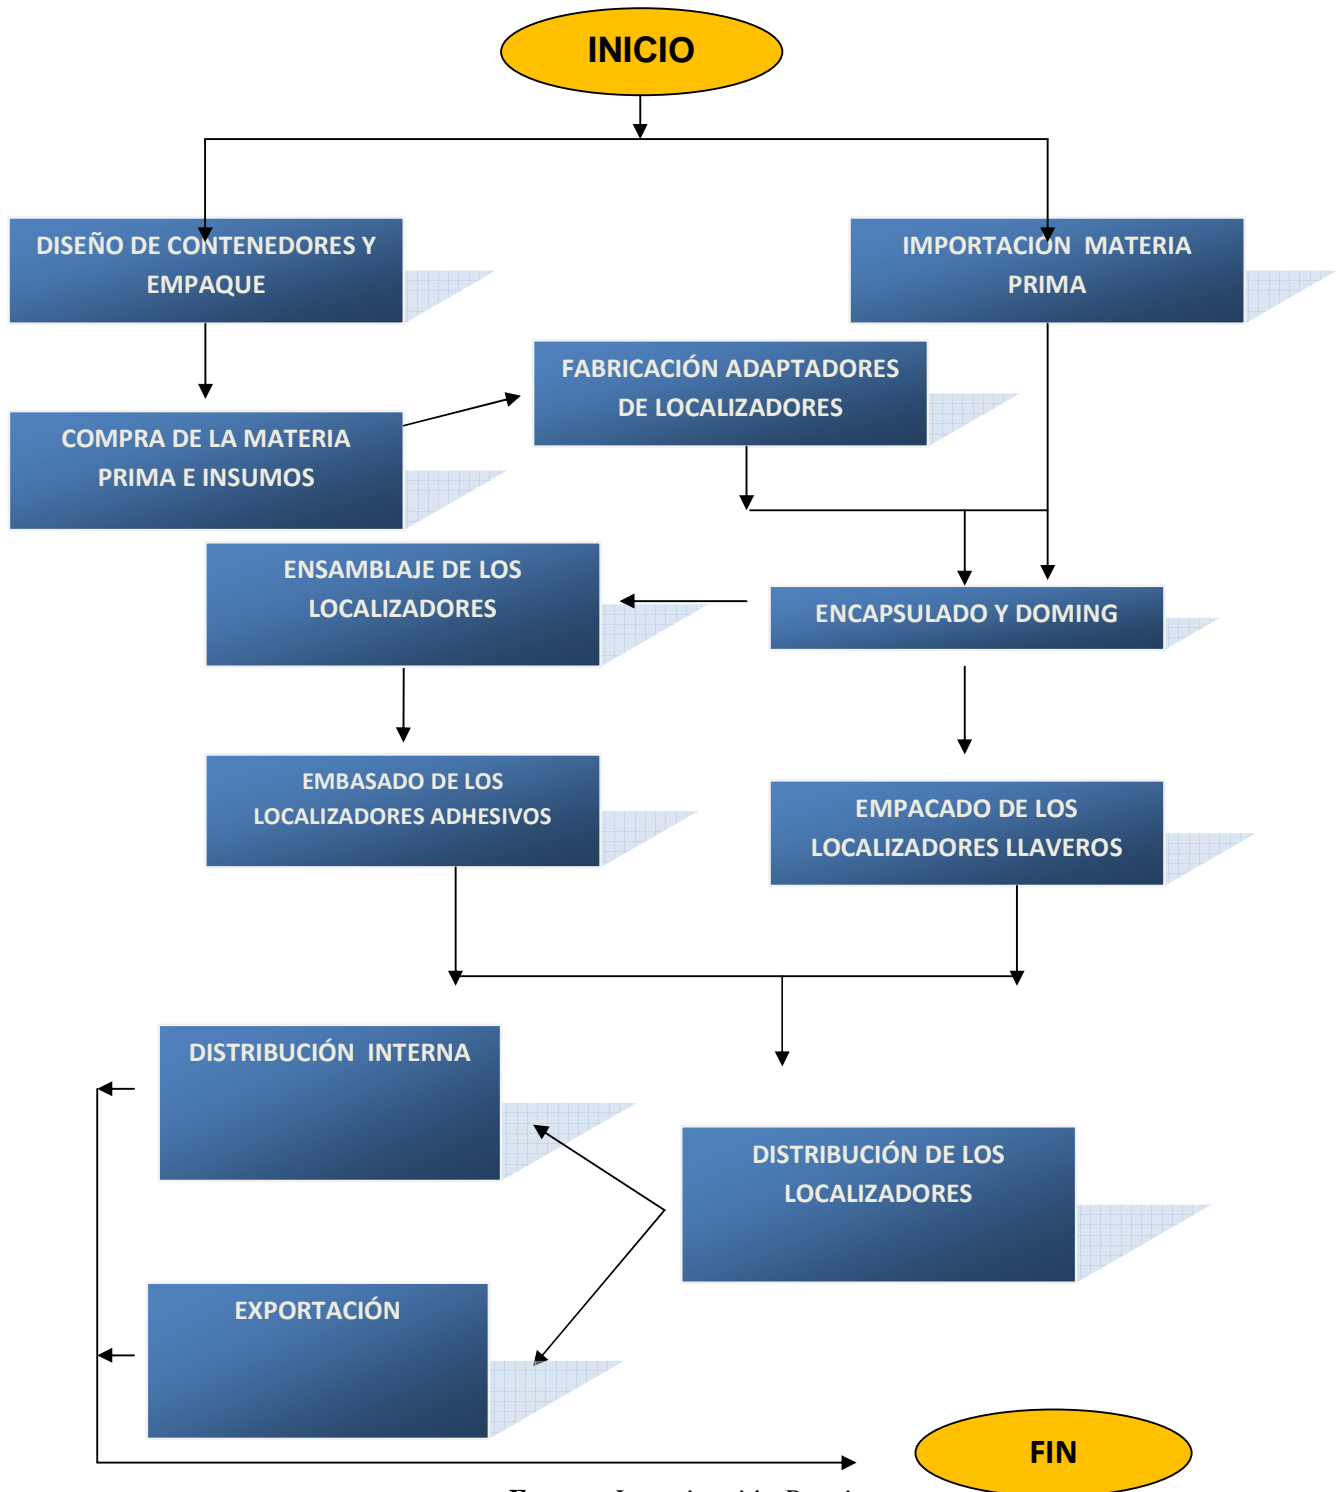 INICIO
DISEÑO DE CONTENEDORES Y
EMPAQUE
IMPORTACION MATERIA
PRIMA
FABRICACIÓN ADAPTADORES
DE LOCALIZADORES
COMPRA DE LA MATERIA
PRIMA E INSUMOS
ENSAMBLAJE DE LOS
LOCALIZADORES
ENCAPSULADO Y DOMING
EMBASADO DE LOS
LOCALIZADORES ADHESIVOS
EMPACADO DE LOS
LOCALIZADORES LLAVEROS
DISTRIBUCIÓN INTERNA
DISTRIBUCIÓN DE LOS
LOCALIZADORES
EXPORTACIÓN
FIN